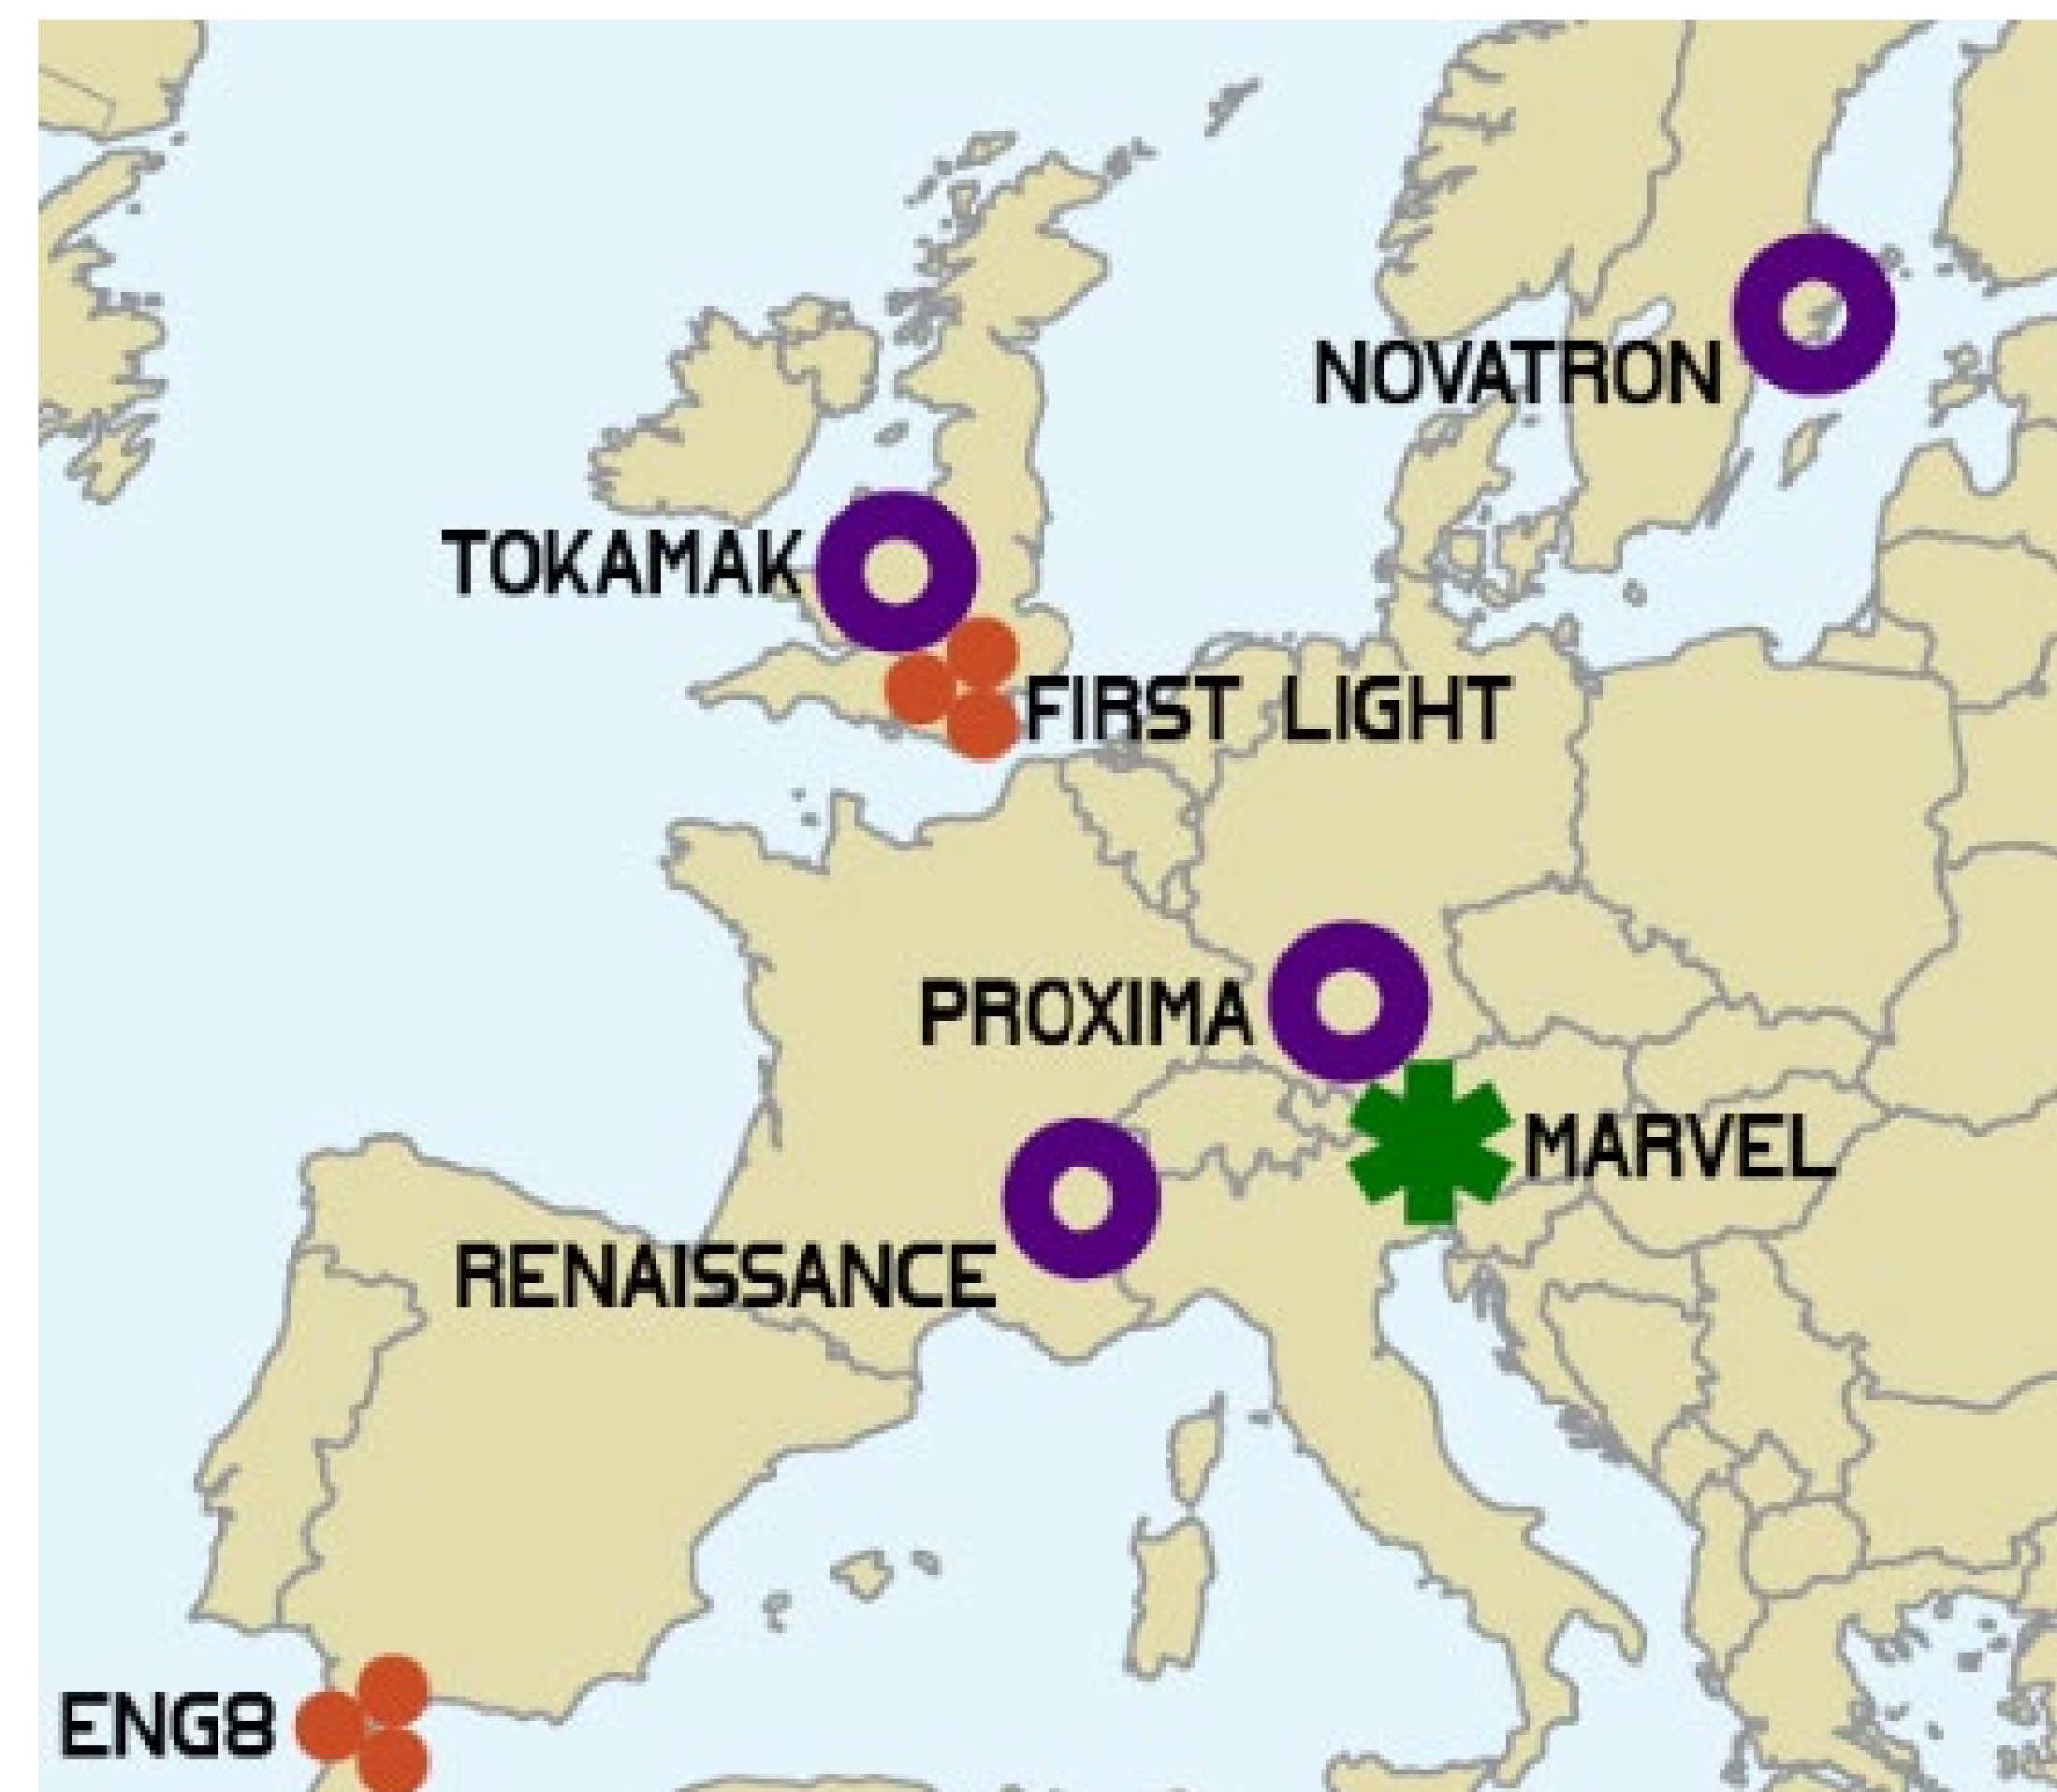 NOVATRON
TOKAMAK
FIRST LIGHT
PROXIMA
MARVEL
RENAISSANCE
ENG8